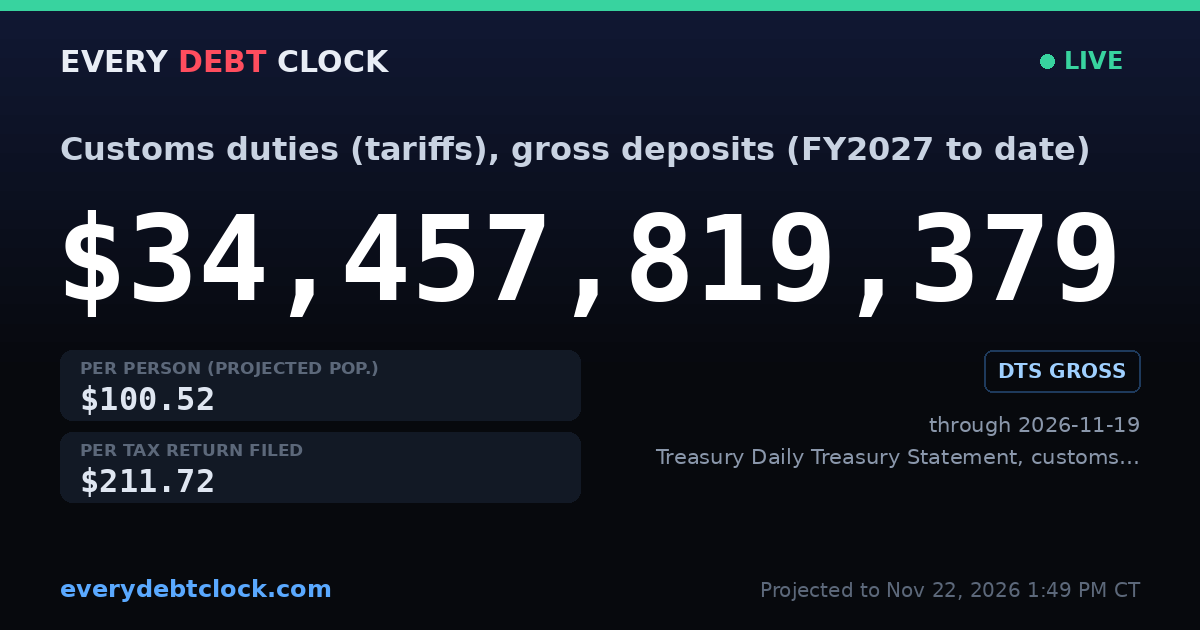 EVERY DEBT CLOCK
LIVE
Customs duties (tariffs), gross deposits (FY2027 to date)
$34,457,819,379
PER PERSON (PROJECTED POP.)
$100.52
PER TAX RETURN FILED
$211.72
DTS GROSS
through 2026-11-19
Treasury Daily Treasury Statement, customs…
everydebtclock.com
Projected to Nov 22, 2026 1:49 PM CT